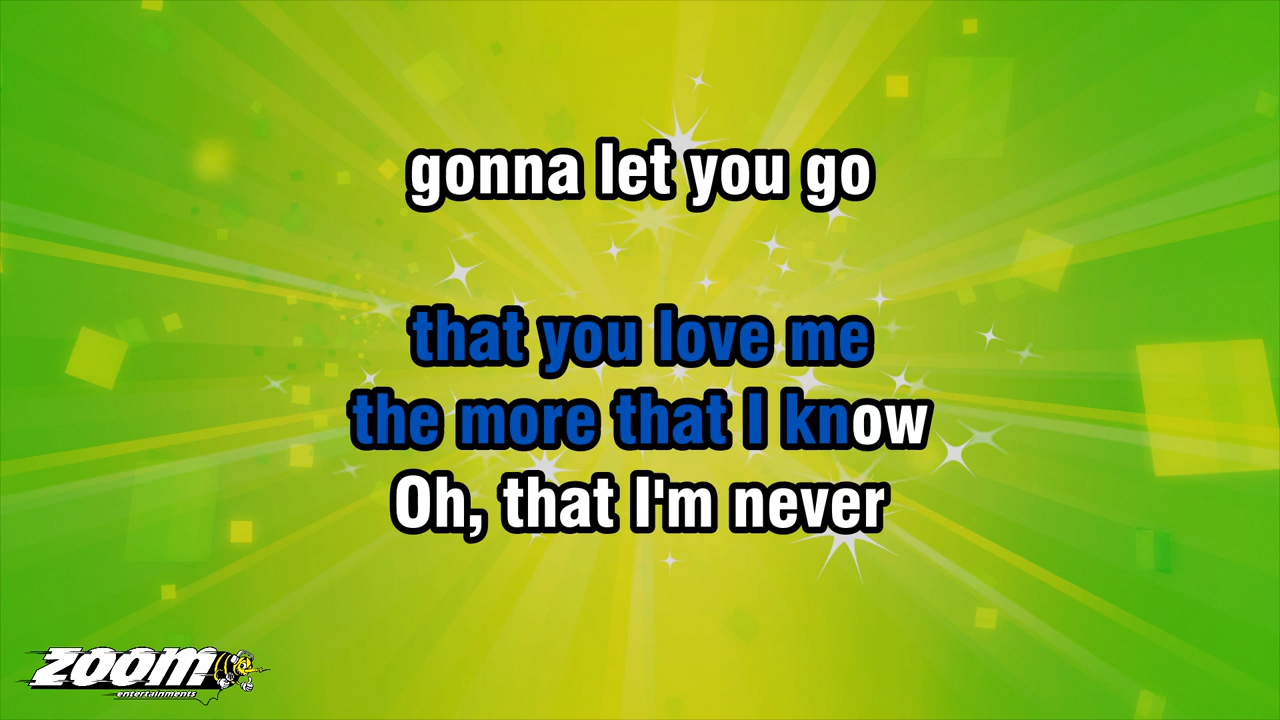 gonna let you go
that you love me
the more that I know
Oh, that I'm never
zoom
entertainments